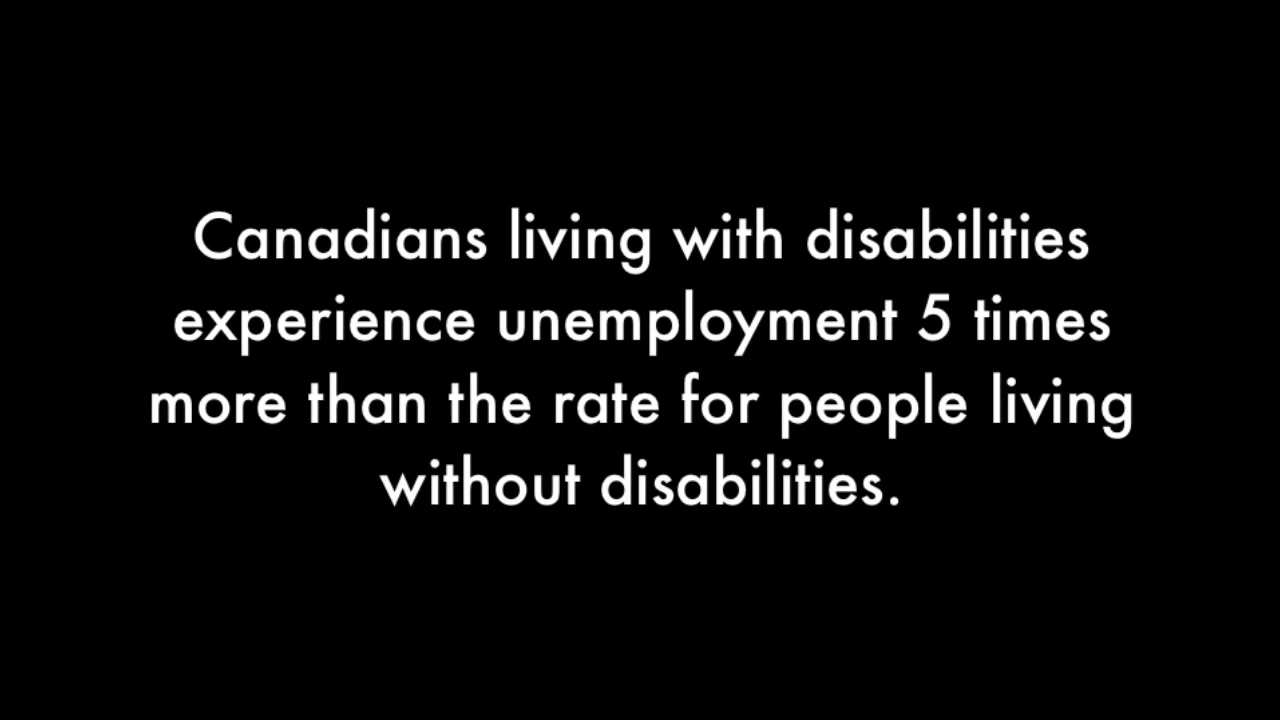 Canadians living with disabilities
experience unemployment 5 times
more than the rate for people living
without disabilities.